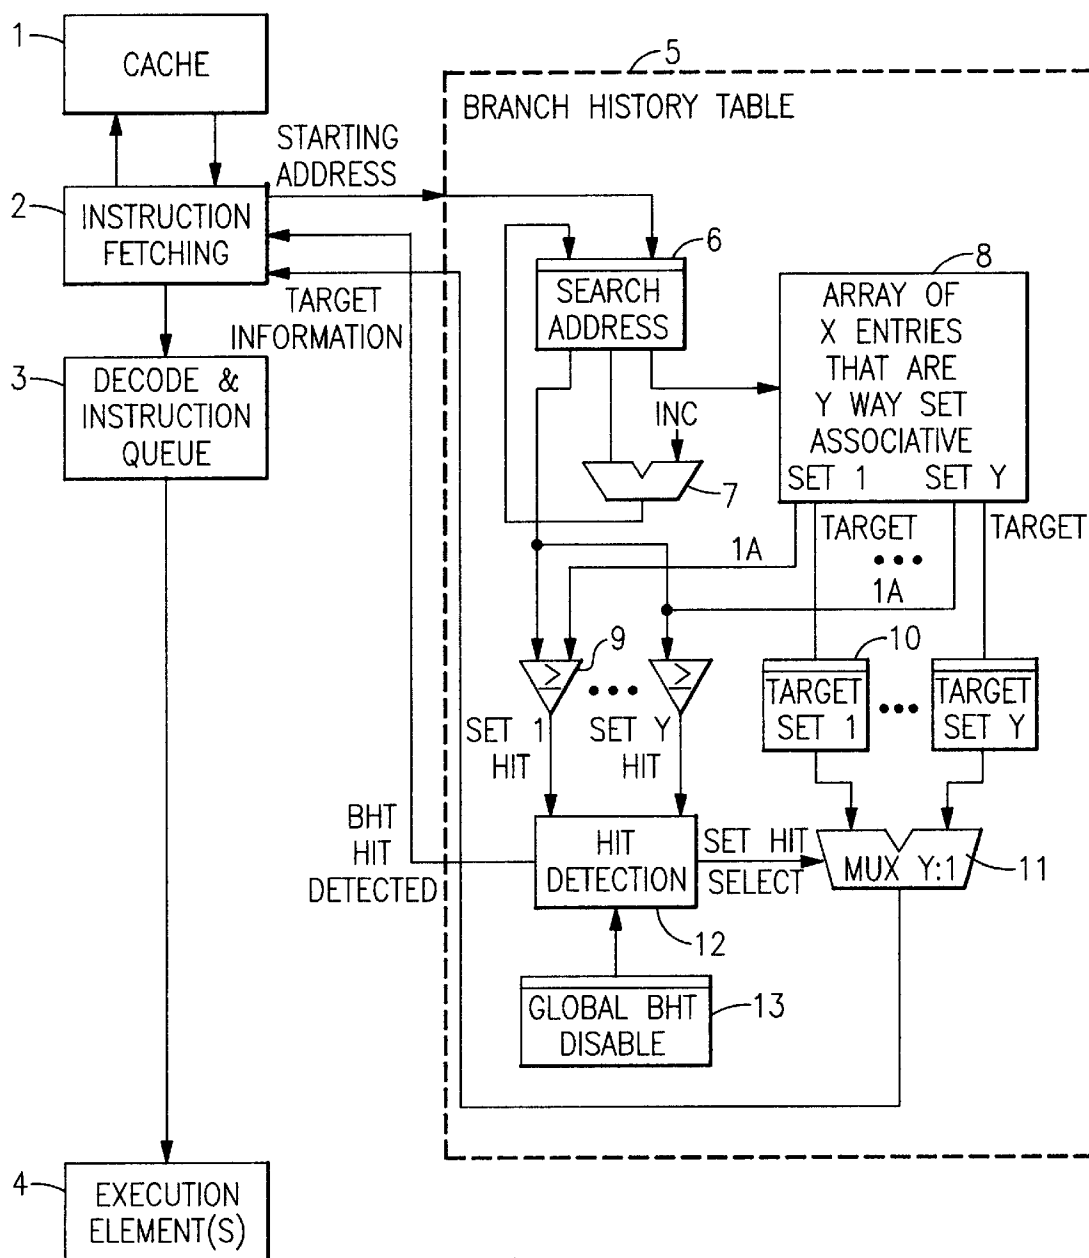 1
CACHE
5
BRANCH HISTORY TABLE
STARTING
ADDRESS
2
INSTRUCTION
FETCHING
6
SEARCH
ADDRESS
8
ARRAY OF
X ENTRIES
THAT ARE
Y WAY SET
ASSOCIATIVE
SET 1 SET Y
TARGET
INFORMATION
3
DECODE &
INSTRUCTION
QUEUE
INC
7
TARGET
TARGET
1A
1A
9
≥
≥
10
TARGET
SET 1
TARGET
SET Y
SET 1
HIT
SET Y
HIT
BHT
HIT
DETECTED
HIT
DETECTION
SET HIT
SELECT
MUX Y:1
11
12
GLOBAL BHT
DISABLE
13
4
EXECUTION
ELEMENT(S)